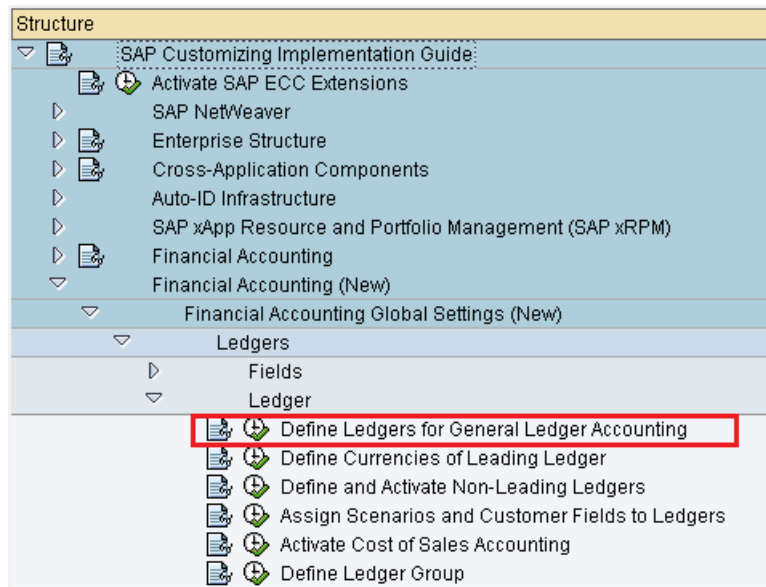 Structure
SAP Customizing Implementation Guide
Activate SAP ECC Extensions
SAP NetWeaver
Enterprise Structure
Cross-Application Components
Auto-ID Infrastructure
SAP xApp Resource and Portfolio Management (SAP xRPM)
Financial Accounting
Financial Accounting (New)
Financial Accounting Global Settings (New)
Ledgers
Fields
Ledger
Define Ledgers for General Ledger Accounting
Define Currencies of Leading Ledger
Define and Activate Non-Leading Ledgers
Assign Scenarios and Customer Fields to Ledgers
Activate Cost of Sales Accounting
Define Ledger Group